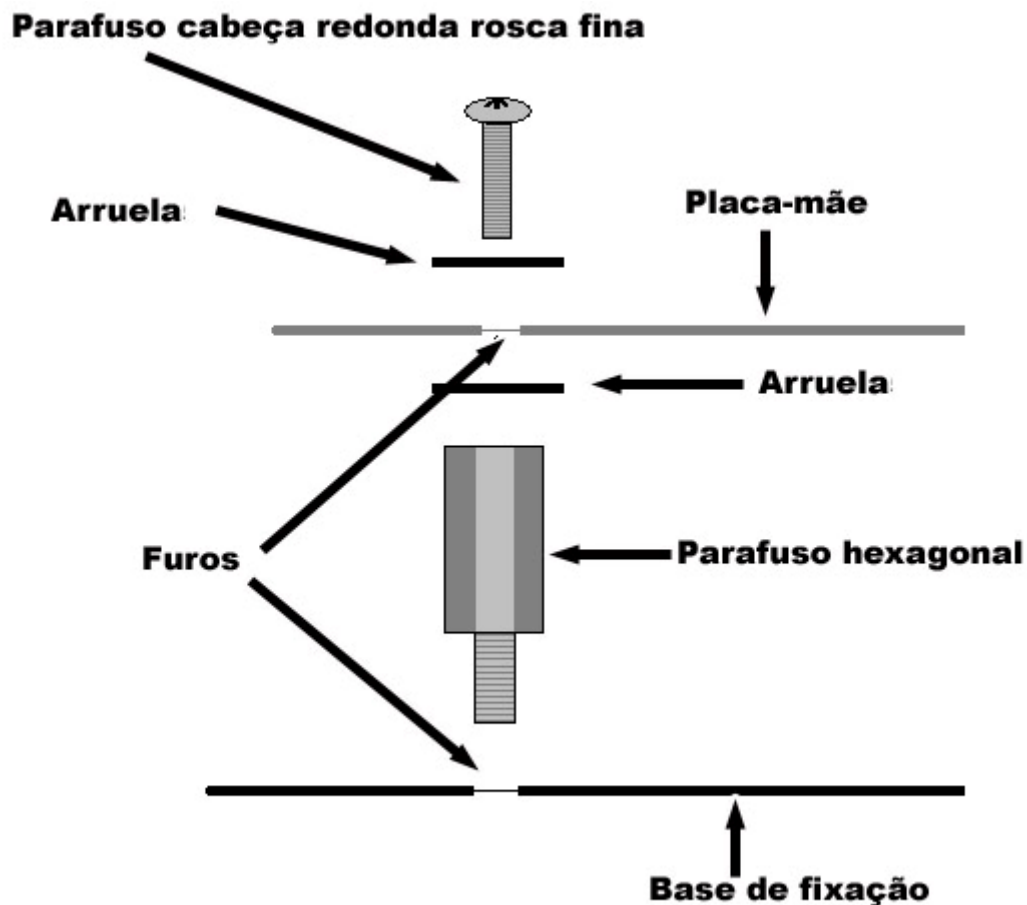 Parafuso cabeça redonda rosca fina
Arruela
Placa-mãe
Arruela
Furos
Parafuso hexagonal
Base de fixação